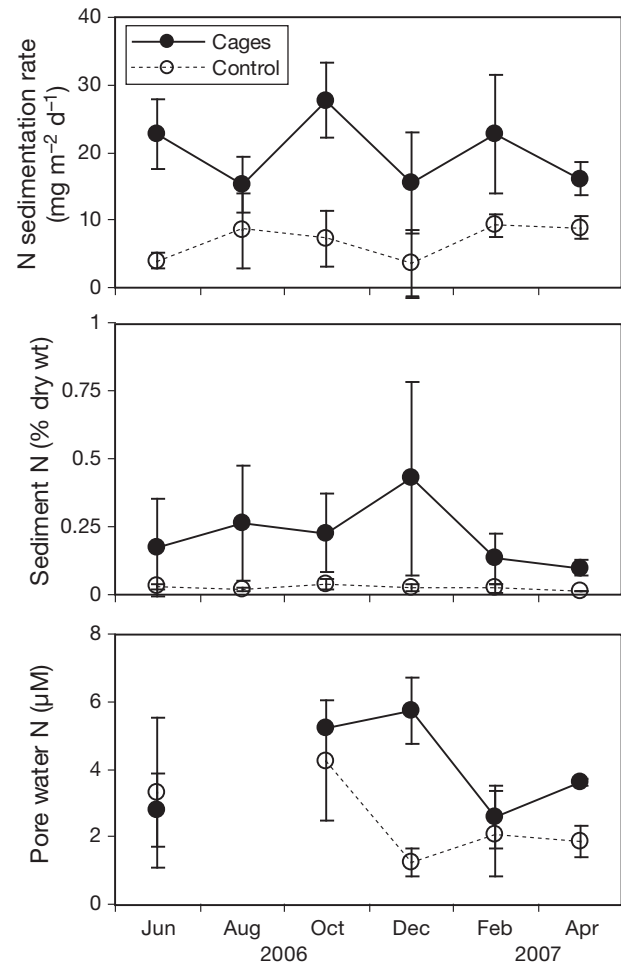 40
30
20
10
0
N sedimentation rate
(mg m⁻² d⁻¹)
Cages
Control
1
0.75
0.5
0.25
0
Sediment N (% dry wt)
8
6
4
2
0
Pore water N (µM)
Jun Aug Oct Dec Feb Apr
2006 2007